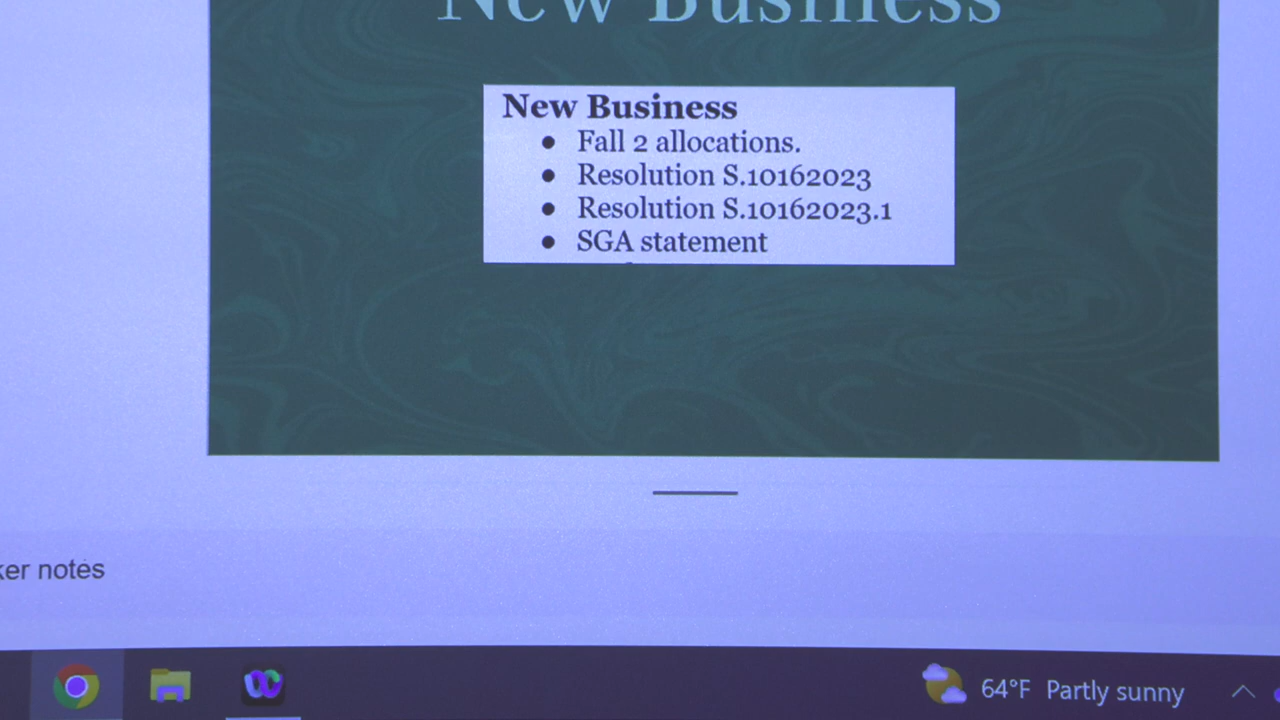 New Business
New Business
● Fall 2 allocations.
● Resolution S.10162023
● Resolution S.10162023.1
● SGA statement
ker notes
64°F Partly sunny